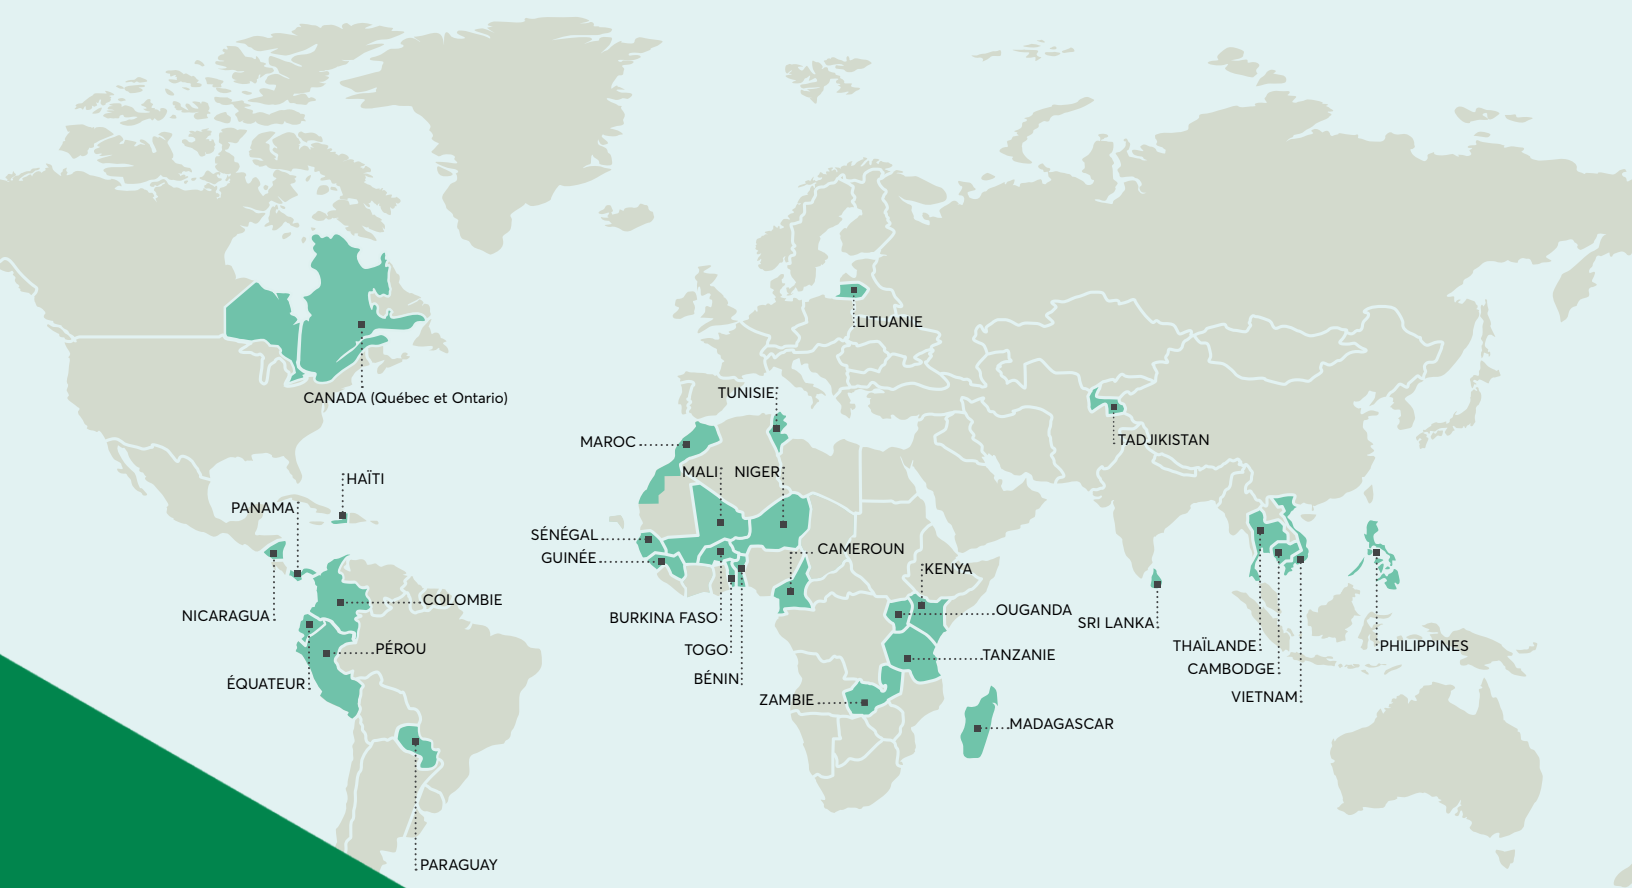 LITUANIE
CANADA (Québec et Ontario)
TUNISIE
MAROC
TADJIKISTAN
MALI
NIGER
HAÏTI
PANAMA
SÉNÉGAL
CAMEROUN
GUINÉE
KENYA
COLOMBIE
OUGANDA
NICARAGUA
BURKINA FASO
SRI LANKA
THAÏLANDE
PHILIPPINES
PÉROU
TOGO
TANZANIE
CAMBODGE
ÉQUATEUR
BÉNIN
VIETNAM
ZAMBIE
MADAGASCAR
PARAGUAY